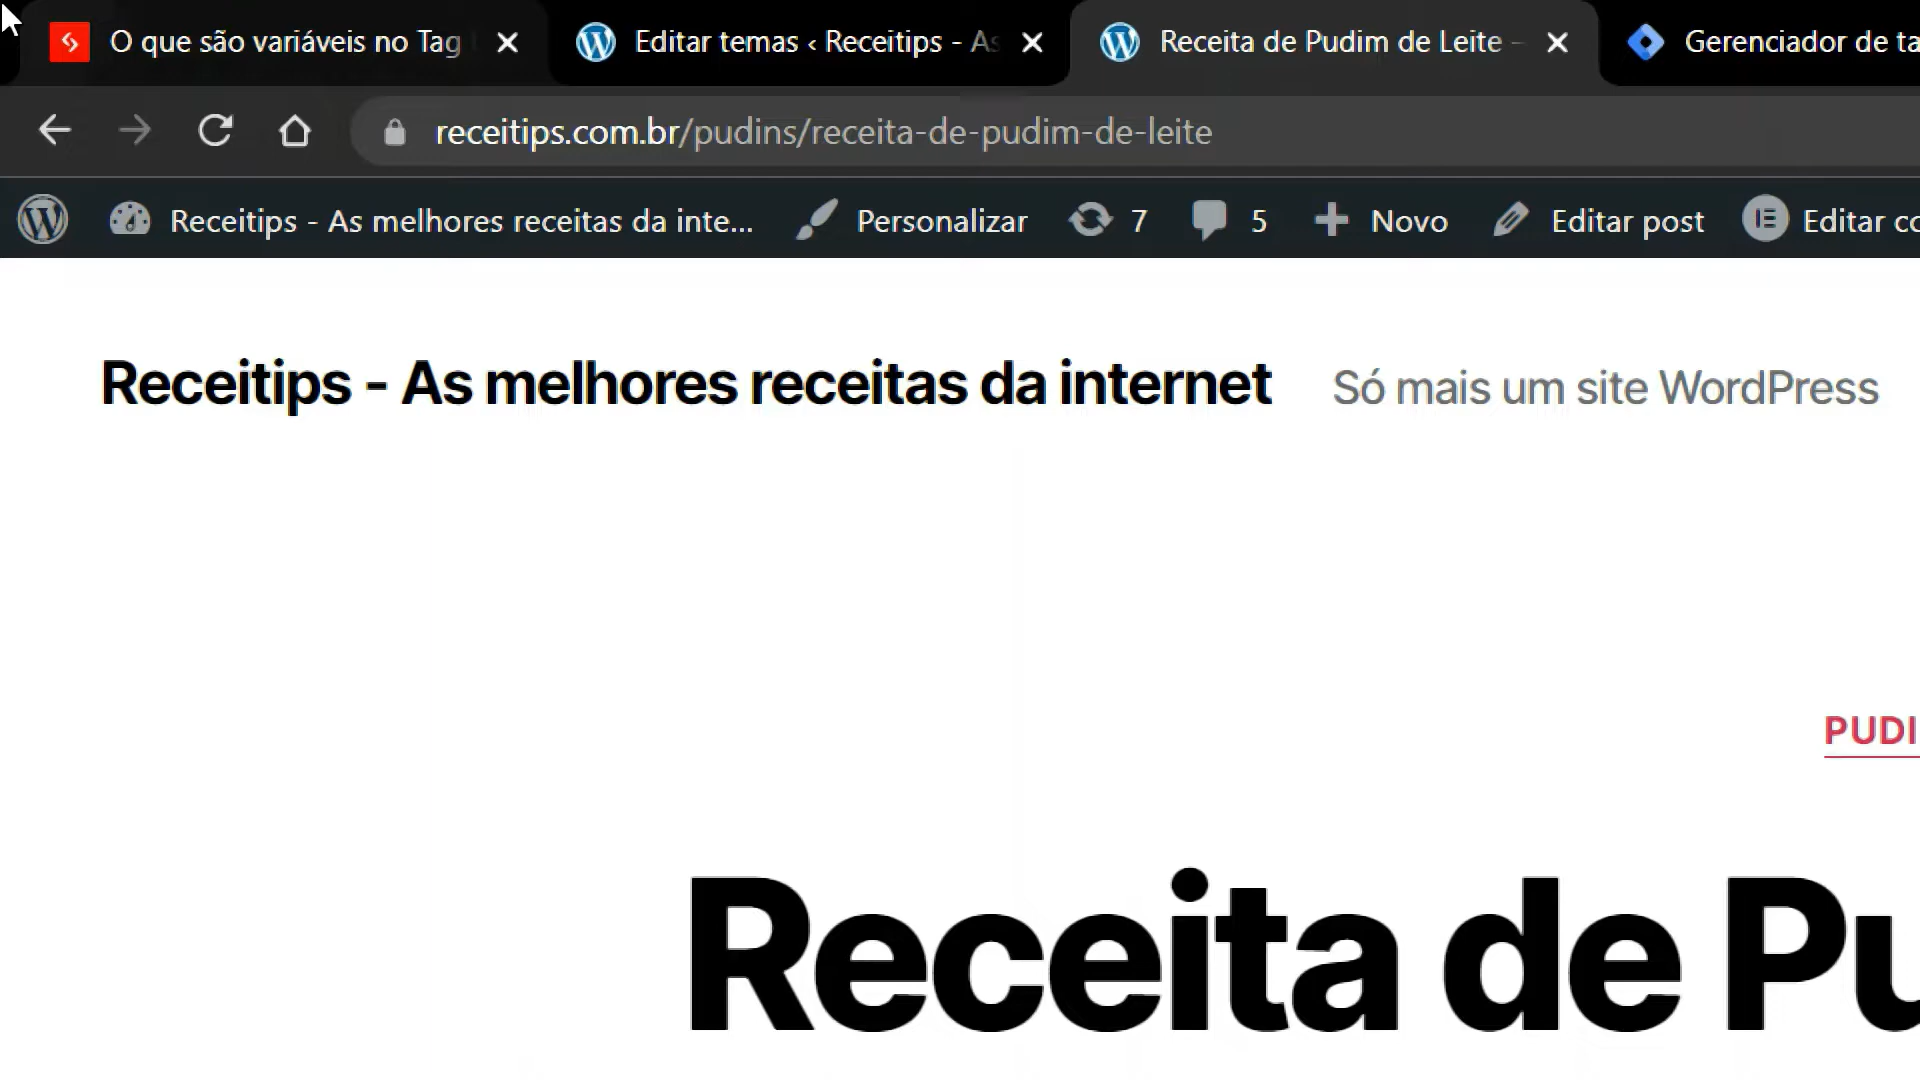 O que são variáveis no Tag
Editar temas ‹ Receitips - As
Receita de Pudim de Leite –
Gerenciador de ta
receitips.com.br/pudins/receita-de-pudim-de-leite
Receitips - As melhores receitas da inte... Personalizar 7 5 Novo Editar post Editar co
Receitips - As melhores receitas da internet Só mais um site WordPress
PUDI
Receita de Pu